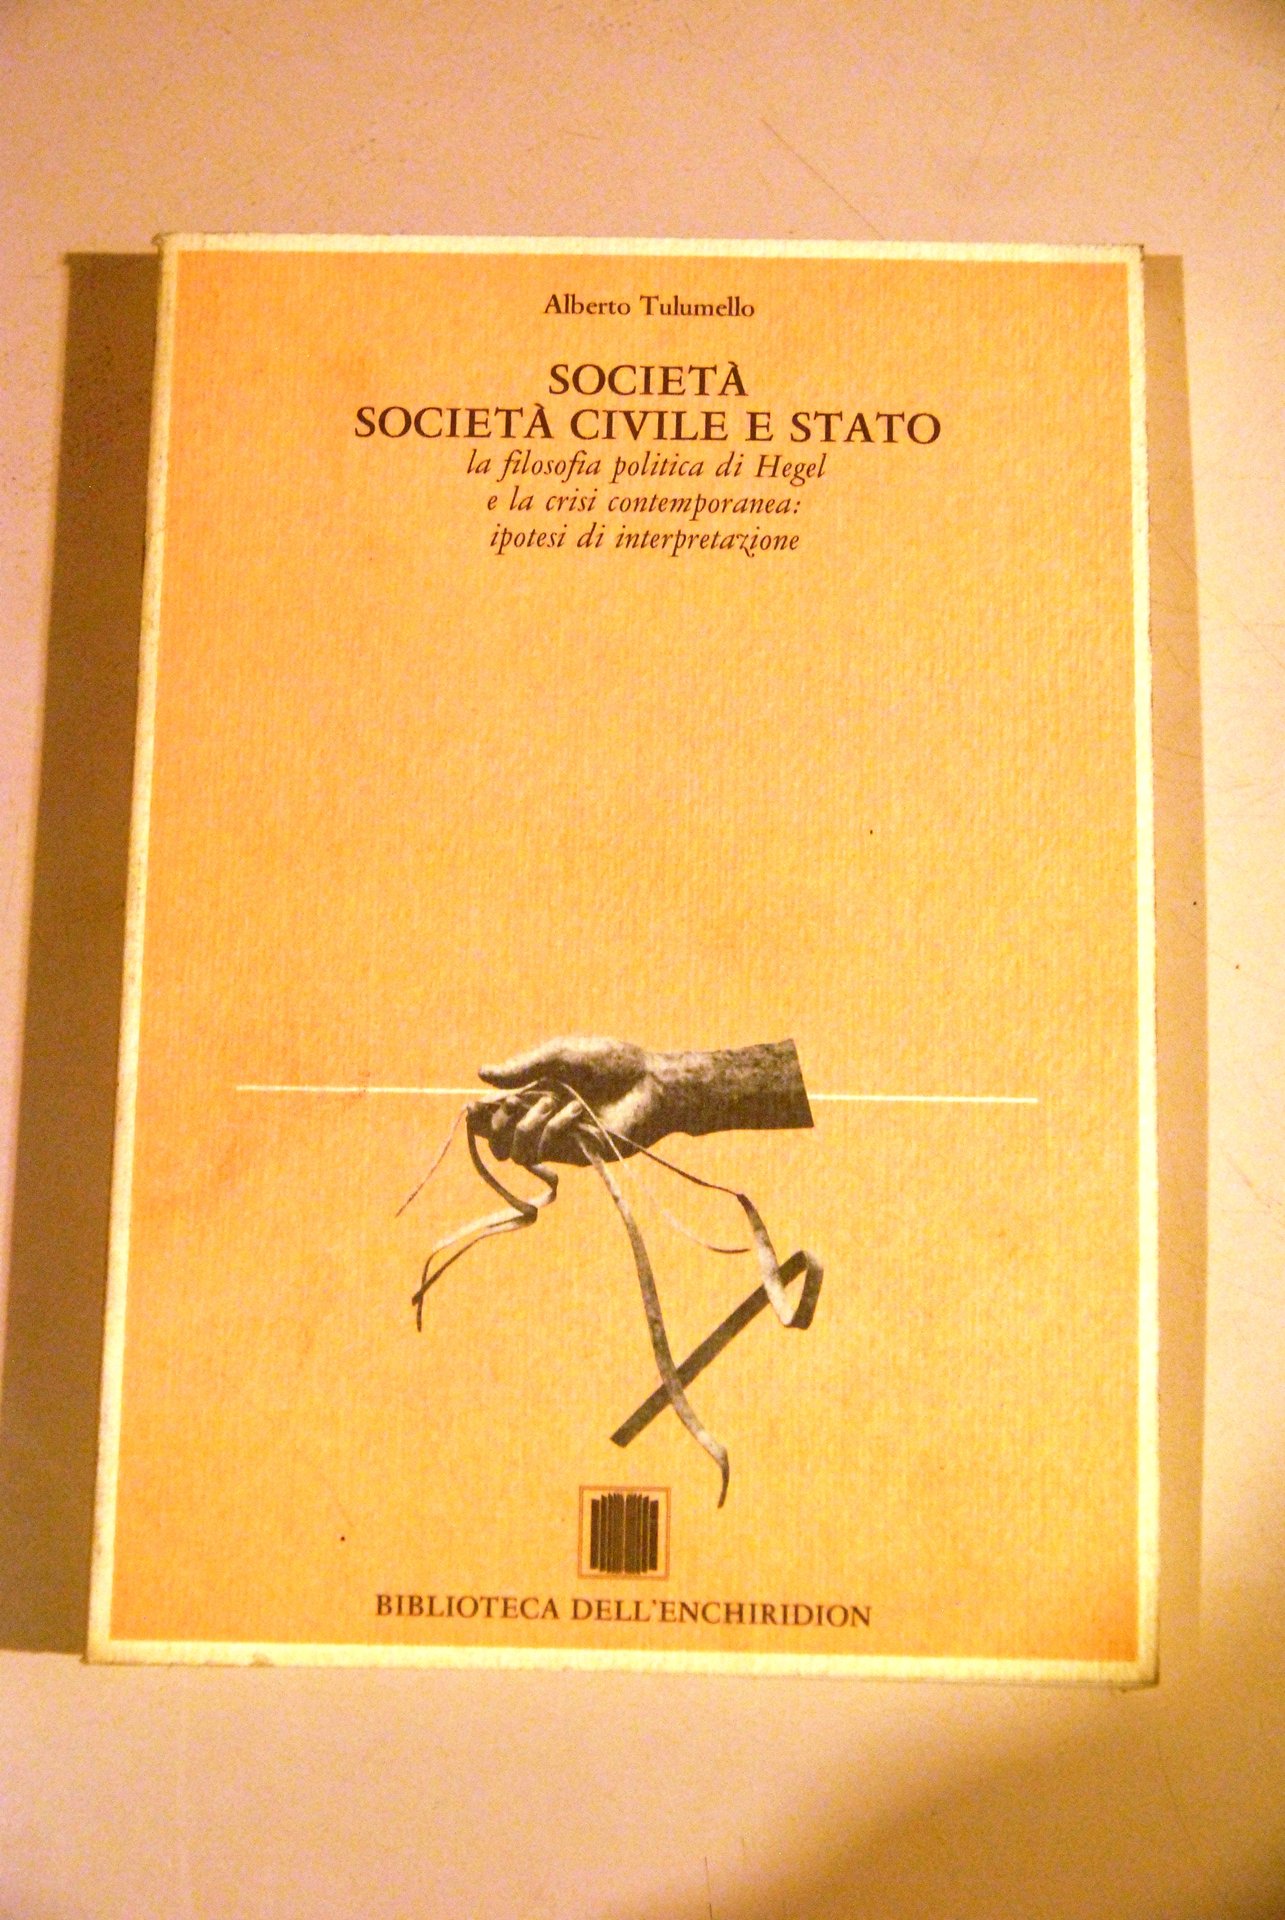 Alberto Tulumello
SOCIETÀ
SOCIETÀ CIVILE E STATO
la filosofia politica di Hegel
e la crisi contemporanea:
ipotesi di interpretazione
BIBLIOTECA DELL'ENCHIRIDION